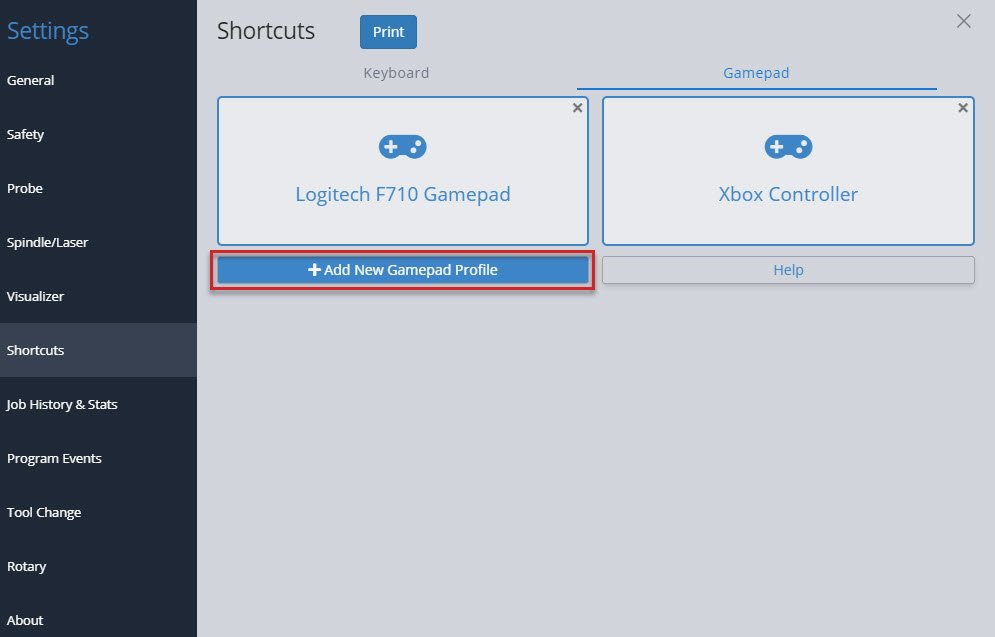 Settings
General
Safety
Probe
Spindle/Laser
Visualizer
Shortcuts
Job History & Stats
Program Events
Tool Change
Rotary
About
Shortcuts
Print
Keyboard
Gamepad
Logitech F710 Gamepad
Xbox Controller
Add New Gamepad Profile
Help